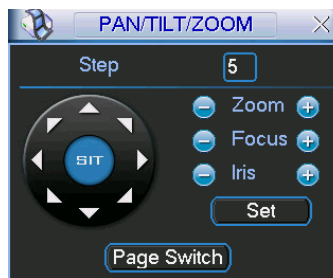 PAN/TILT/ZOOM
Step 5
Zoom
Focus
SIT
Iris
Set
Page Switch